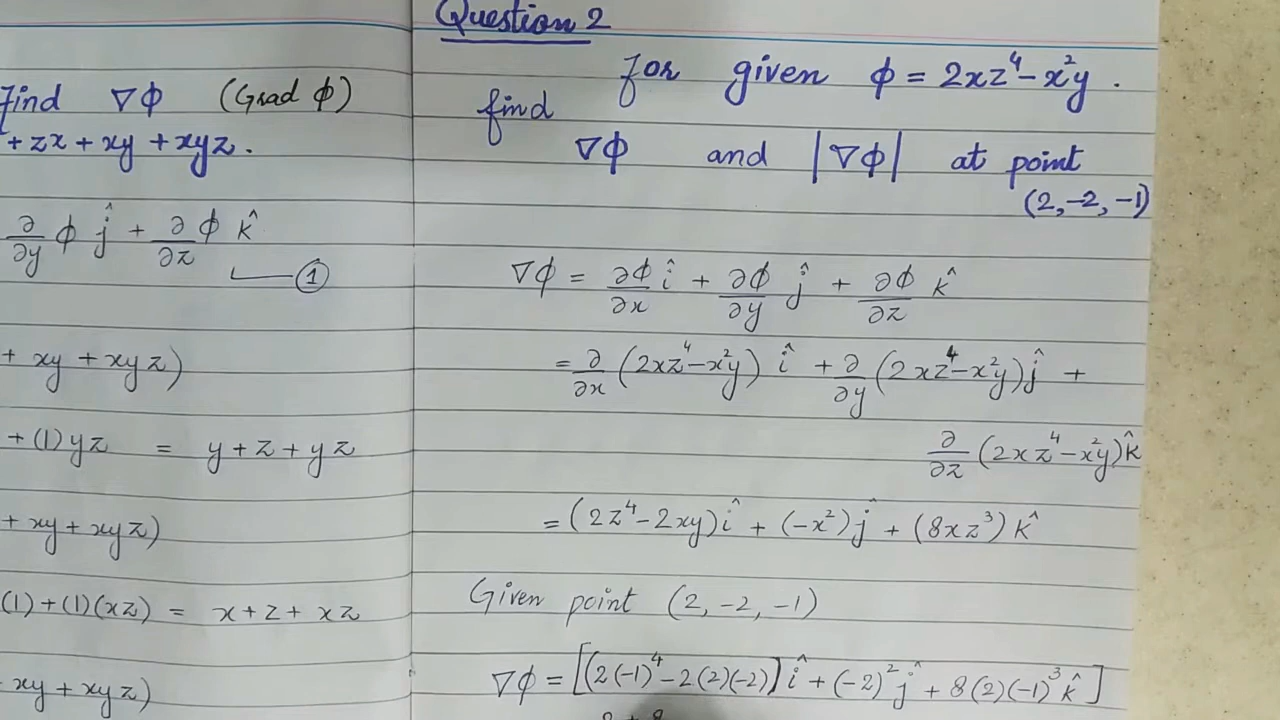 Find ∇ϕ (Grad ϕ)
+ zx + xy + xyz.
∂/∂y ϕ ĵ + ∂/∂z ϕ k̂
①
+ xy + xyz)
+ (1)yz = y + z + yz
+ xy + xyz)
(1) + (1)(xz) = x + z + xz
xy + xyz)
Question 2
For given ϕ = 2xz⁴ − x²y.
find
∇ϕ and |∇ϕ| at point
(2, -2, -1)
∇ϕ = ∂ϕ/∂x î + ∂ϕ/∂y ĵ + ∂ϕ/∂z k̂
= ∂/∂x (2xz⁴ − x²y) î + ∂/∂y (2xz⁴ − x²y) ĵ +
∂/∂z (2xz⁴ − x²y) k̂
= (2z⁴ − 2xy) î + (−x²) ĵ + (8xz³) k̂
Given point (2, -2, -1)
∇ϕ = [(2(-1)⁴ − 2(2)(-2)] î + (-2)² ĵ + 8(2)(-1)³ k̂]